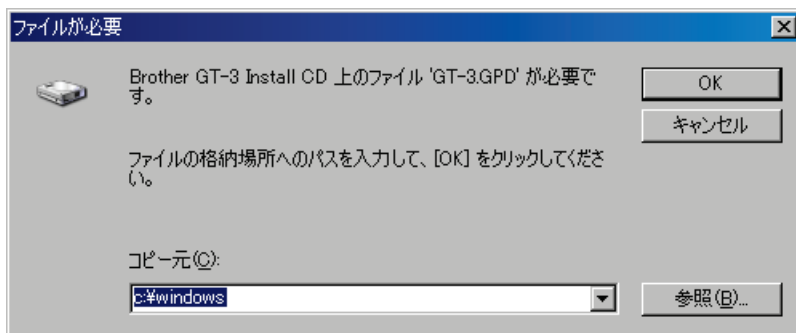 ファイルが必要
Brother GT-3 Install CD 上のファイル 'GT-3.GPD' が必要で
す。
OK
キャンセル
ファイルの格納場所へのパスを入力して、[OK] をクリックしてくださ
い。
コピー元(C):
c:¥windows
参照(B)...